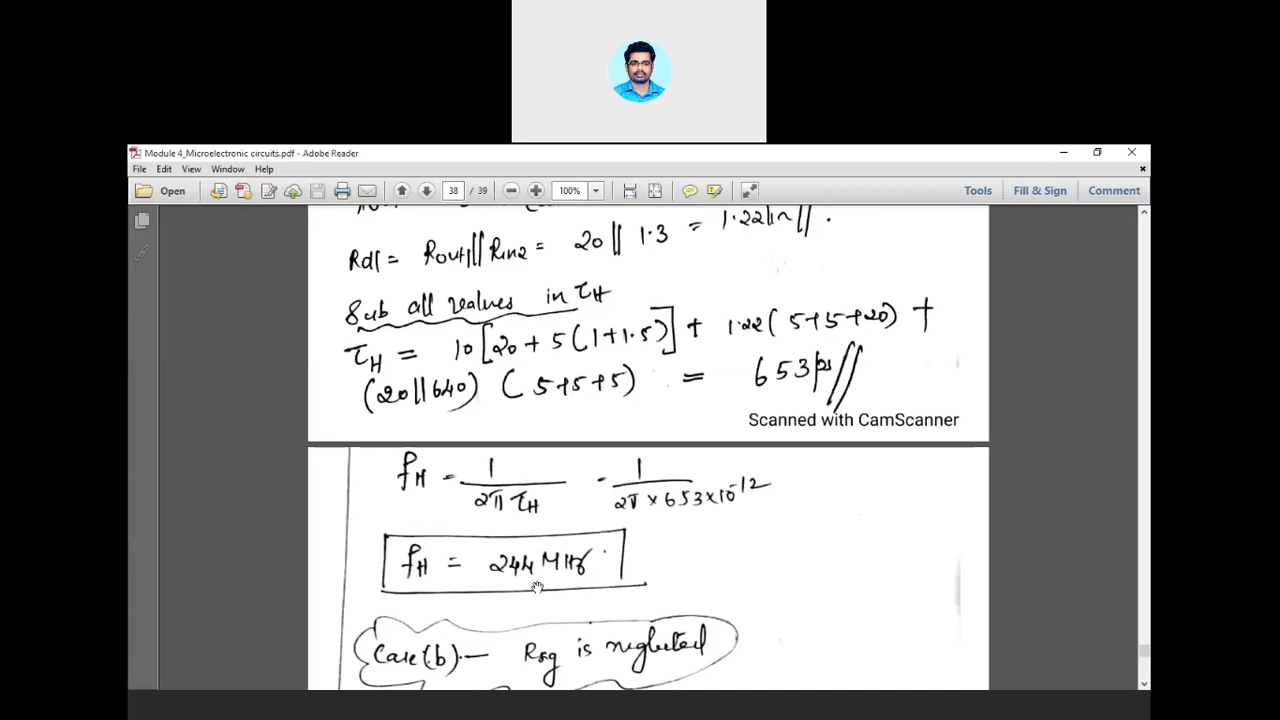 Module 4_Microelectronic circuits.pdf - Adobe Reader
File Edit View Window Help
Open 38 / 39 100% Tools Fill & Sign Comment
Rd1 = Rout1||Rin2 = 20 || 1.3 = 1.22kΩ// .
Sub all values in τH
τH = 10[20 + 5(1+1.5)] + 1.22(5+5+20) +
(20||640) (5+5+5) = 653ps//
Scanned with CamScanner
fH = 1/2π τH = 1/2π × 653×10^-12
fH = 244 MHz.
Case(b).— Rsig is neglected